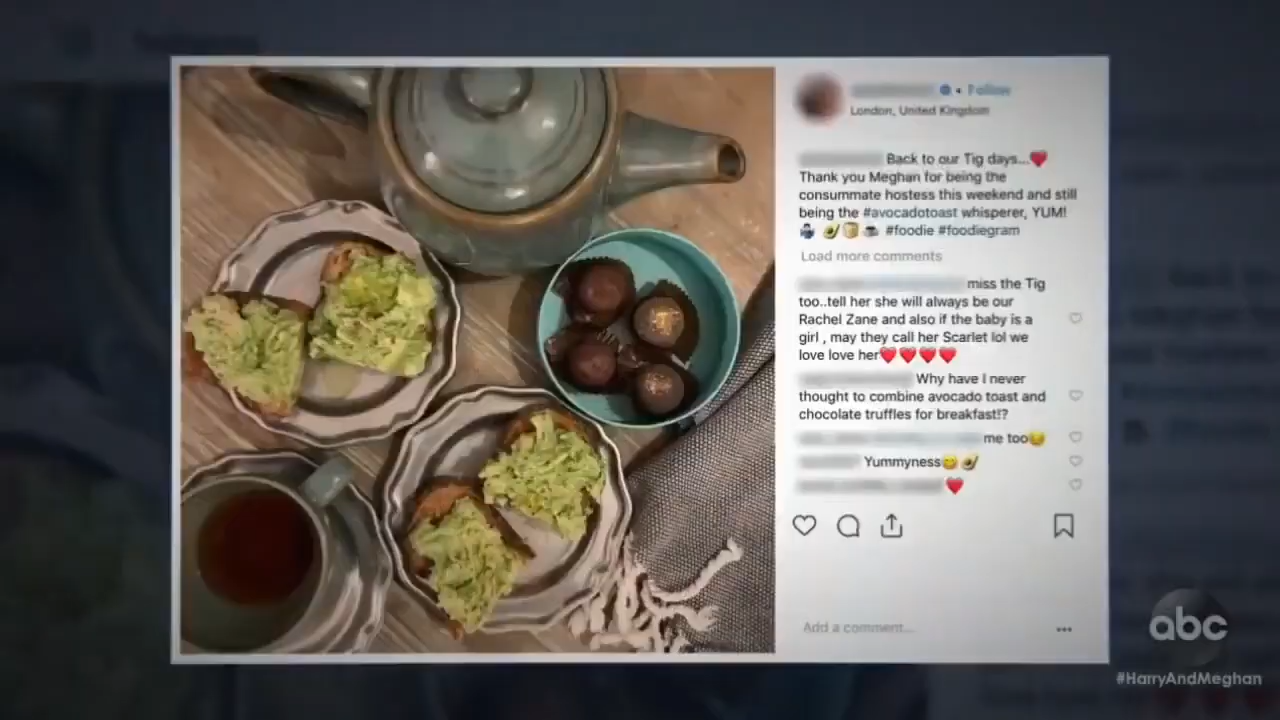 • Follow
London, United Kingdom
Back to our Tig days...❤️
Thank you Meghan for being the
consummate hostess this weekend and still
being the #avocadotoast whisperer, YUM!
🥑 🍞 ☕ #foodie #foodiegram
Load more comments
miss the Tig
too..tell her she will always be our
Rachel Zane and also if the baby is a
girl , may they call her Scarlet lol we
love love her❤️❤️❤️❤️
Why have I never
thought to combine avocado toast and
chocolate truffles for breakfast!?
me too
Yummyness😋🥑
❤️
Add a comment...
abc
#HarryAndMeghan